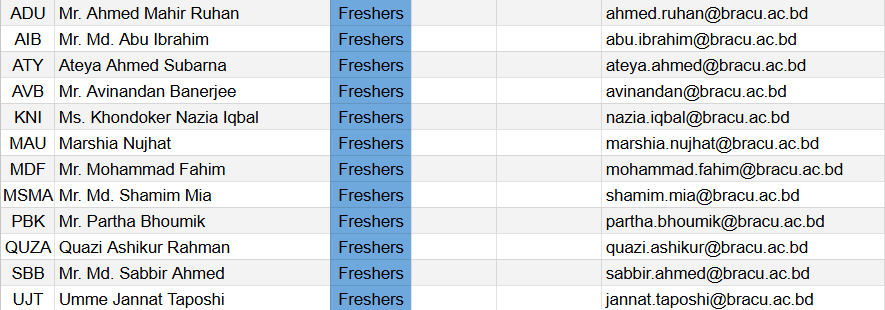 ADU Mr. Ahmed Mahir Ruhan Freshers ahmed.ruhan@bracu.ac.bd
AIB Mr. Md. Abu Ibrahim Freshers abu.ibrahim@bracu.ac.bd
ATY Ateya Ahmed Subarna Freshers ateya.ahmed@bracu.ac.bd
AVB Mr. Avinandan Banerjee Freshers avinandan@bracu.ac.bd
KNI Ms. Khondoker Nazia Iqbal Freshers nazia.iqbal@bracu.ac.bd
MAU Marshia Nujhat Freshers marshia.nujhat@bracu.ac.bd
MDF Mr. Mohammad Fahim Freshers mohammad.fahim@bracu.ac.bd
MSMA Mr. Md. Shamim Mia Freshers shamim.mia@bracu.ac.bd
PBK Mr. Partha Bhoumik Freshers partha.bhoumik@bracu.ac.bd
QUZA Quazi Ashikur Rahman Freshers quazi.ashikur@bracu.ac.bd
SBB Mr. Md. Sabbir Ahmed Freshers sabbir.ahmed@bracu.ac.bd
UJT Umme Jannat Taposhi Freshers jannat.taposhi@bracu.ac.bd